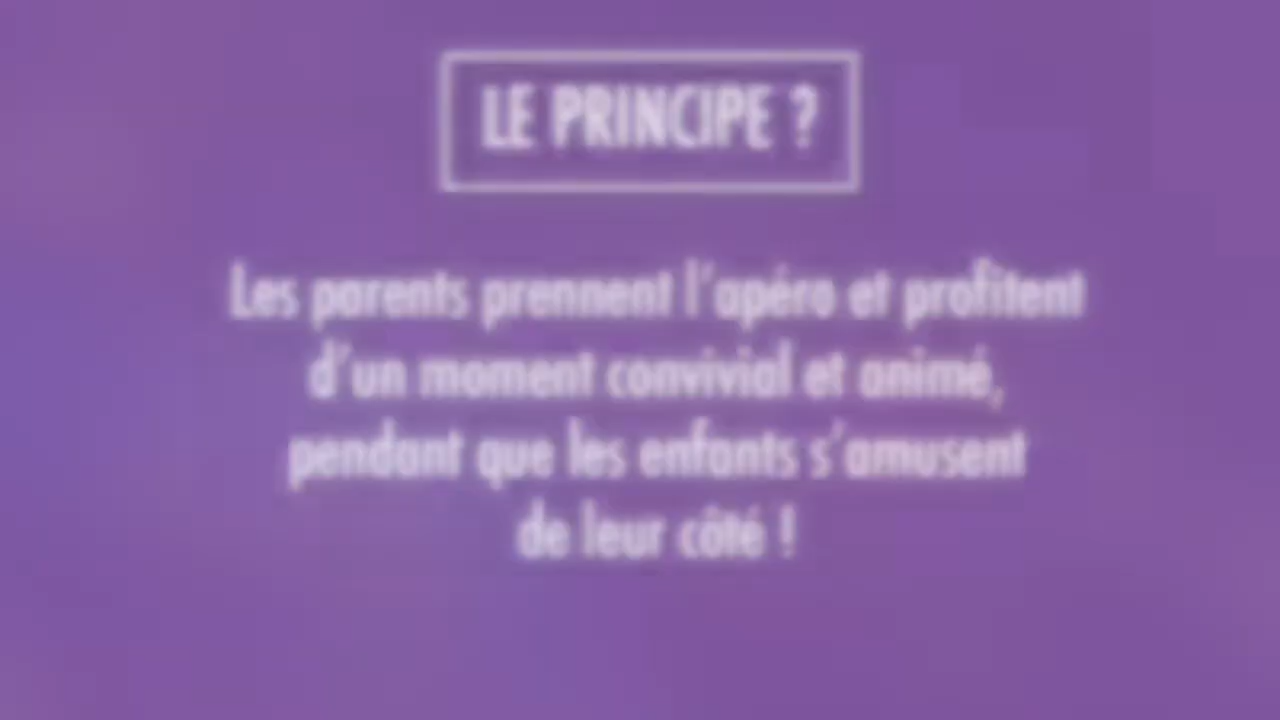 LE PRINCIPE ?
Les parents prennent l'apéro et profitent
d'un moment convivial et animé,
pendant que les enfants s'amusent
de leur côté !